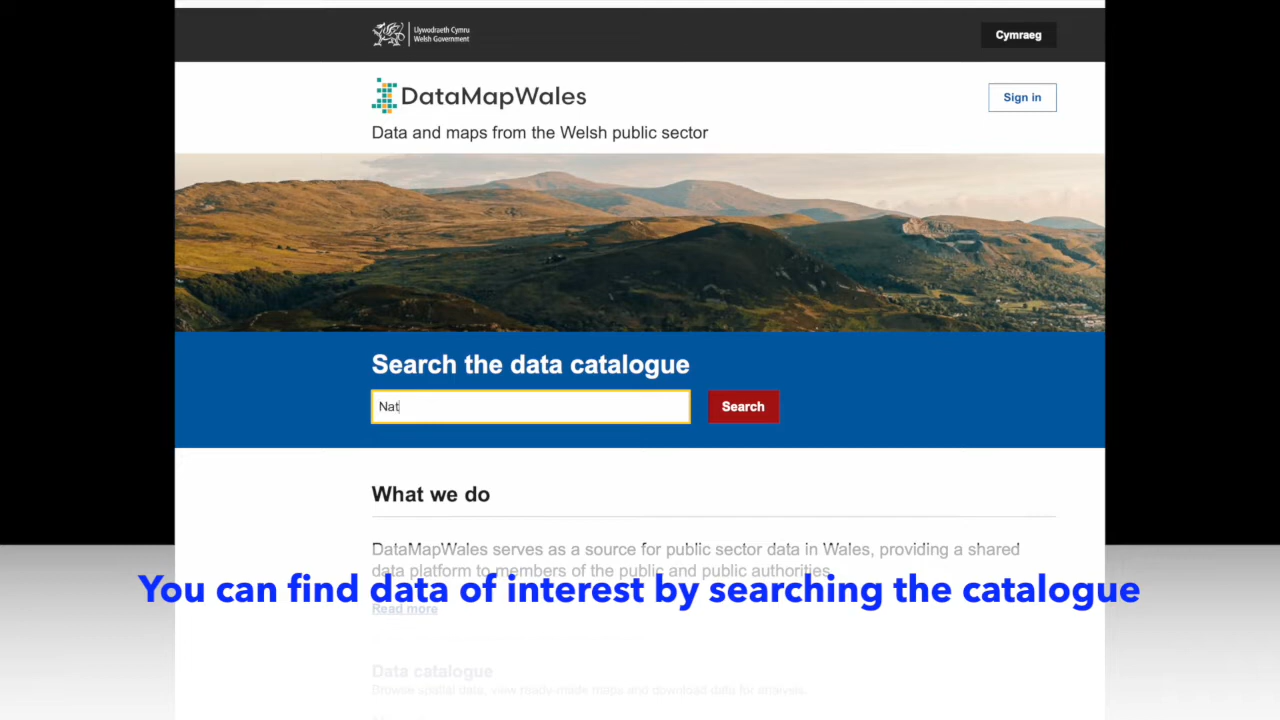 Llywodraeth Cymru
Welsh Government
Cymraeg
DataMapWales
Sign in
Data and maps from the Welsh public sector
Search the data catalogue
Nat
Search
What we do
DataMapWales serves as a source for public sector data in Wales, providing a shared
data platform to members of the public and public authorities.
You can find data of interest by searching the catalogue
Read more
Data catalogue
Browse spatial data, view ready-made maps and download data for analysis.